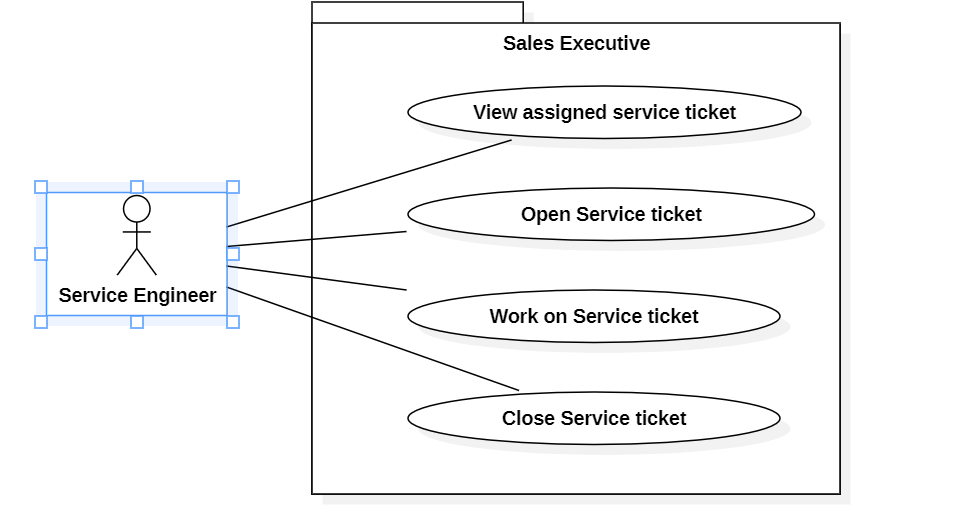 Sales Executive
View assigned service ticket
Open Service ticket
Service Engineer
Work on Service ticket
Close Service ticket